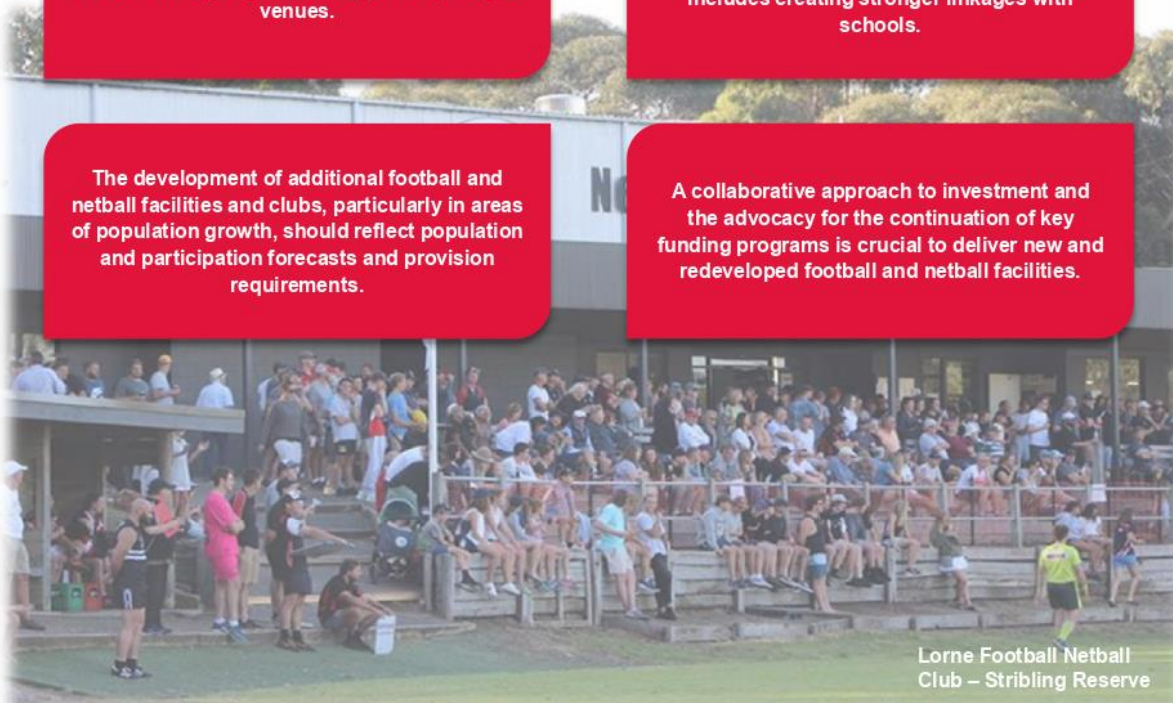 venues.
schools.
The development of additional football and
netball facilities and clubs, particularly in areas
of population growth, should reflect population
and participation forecasts and provision
requirements.
A collaborative approach to investment and
the advocacy for the continuation of key
funding programs is crucial to deliver new and
redeveloped football and netball facilities.
Lorne Football Netball
Club – Stribling Reserve